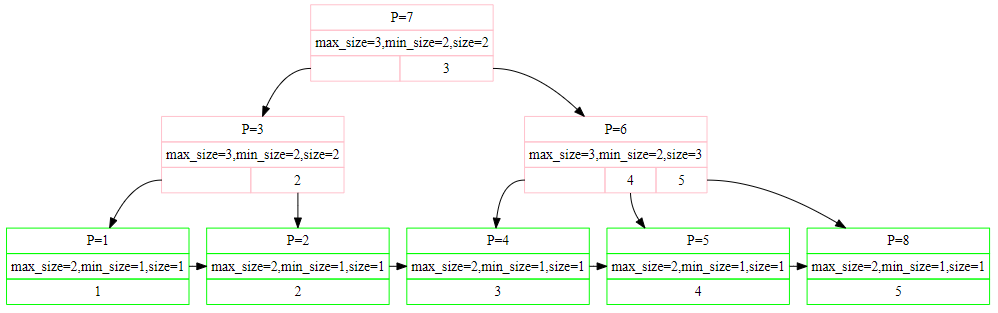 P=7
max_size=3,min_size=2,size=2
3
P=3
max_size=3,min_size=2,size=2
2
P=6
max_size=3,min_size=2,size=3
4 5
P=1
max_size=2,min_size=1,size=1
1
P=2
max_size=2,min_size=1,size=1
2
P=4
max_size=2,min_size=1,size=1
3
P=5
max_size=2,min_size=1,size=1
4
P=8
max_size=2,min_size=1,size=1
5